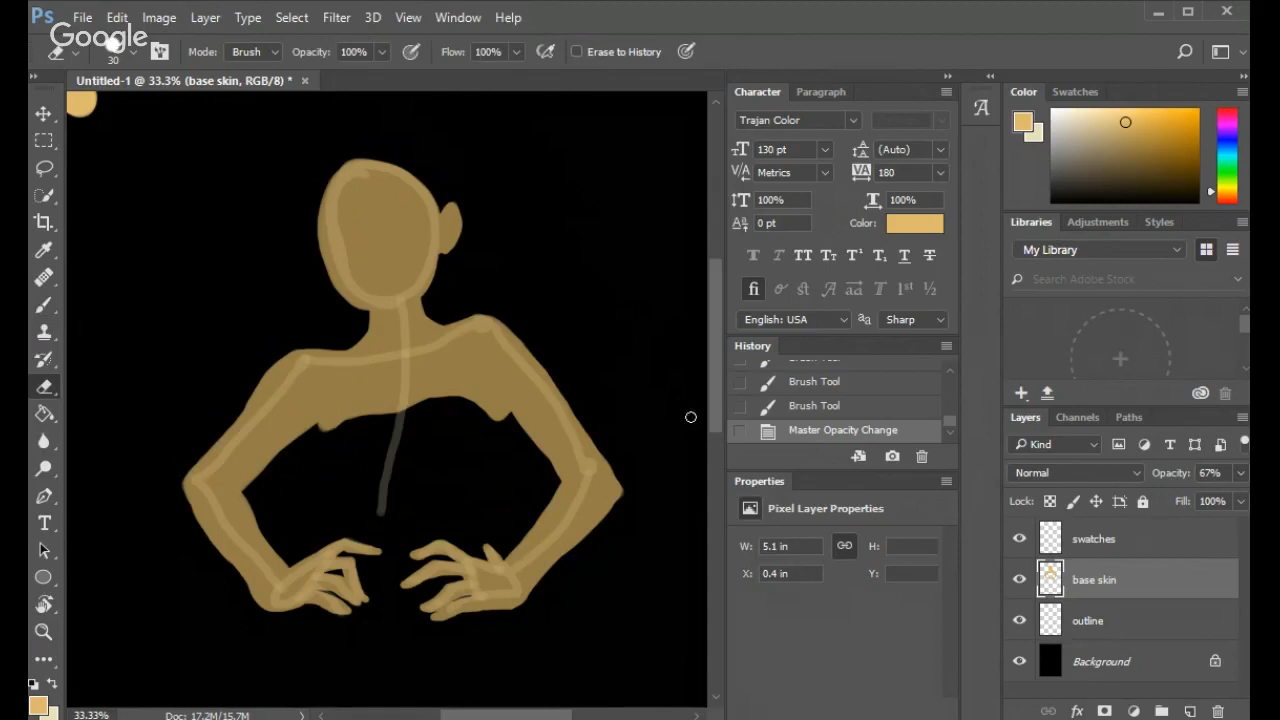 Ps File Edit Image Layer Type Select Filter 3D View Window Help
Google
30 Mode: Brush Opacity: 100% Flow: 100% Erase to History
Untitled-1 @ 33.3% (base skin, RGB/8) * ×
Character Paragraph
Trajan Color
130 pt (Auto)
Metrics 180
100% 100%
0 pt Color:
English: USA Sharp
History
Brush Tool
Brush Tool
Master Opacity Change
Properties
Pixel Layer Properties
W: 5.1 in H:
X: 0.4 in Y:
Color Swatches
Libraries Adjustments Styles
My Library
Search Adobe Stock
Layers Channels Paths
Kind
Normal Opacity: 67%
Lock: Fill: 100%
swatches
base skin
outline
Background
33.33% Doc: 17.2M/15.7M